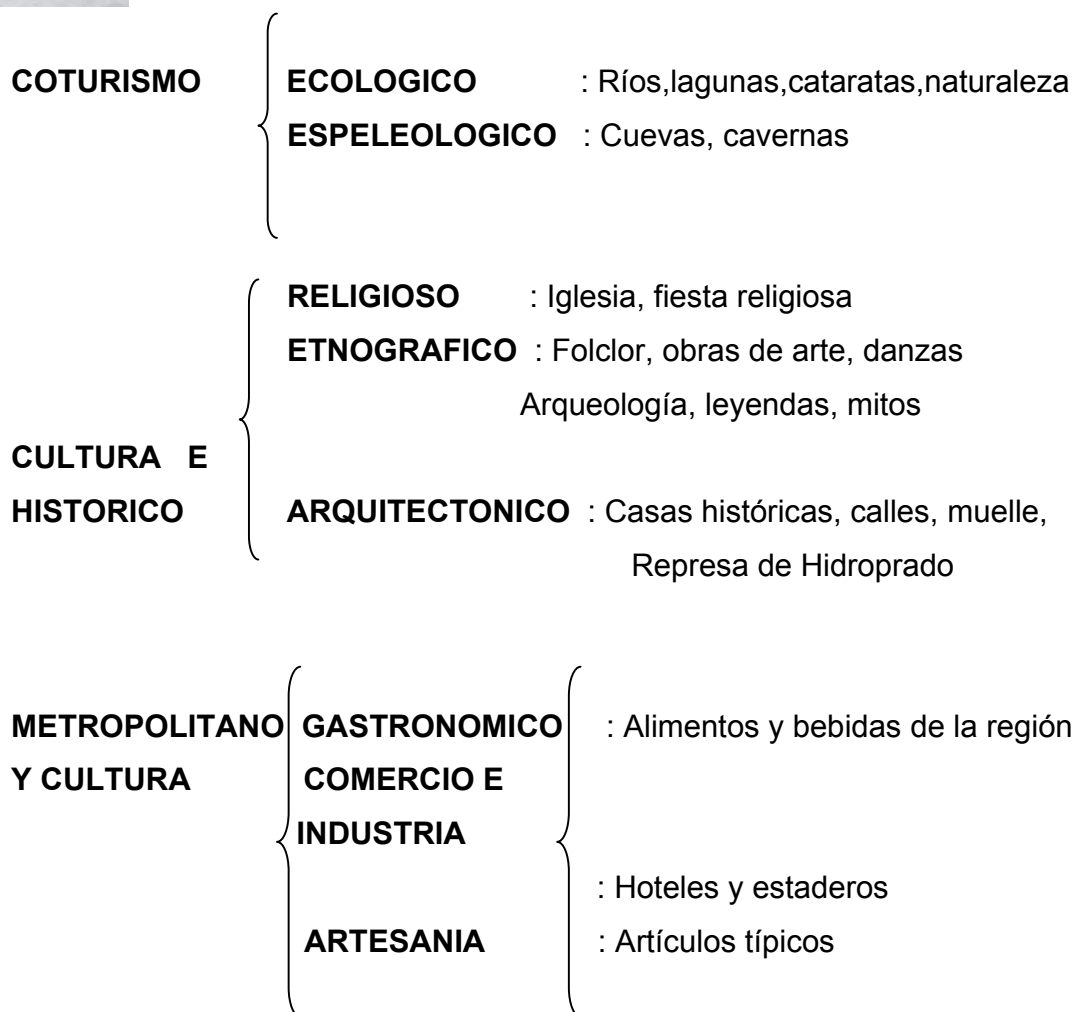 COTURISMO ECOLOGICO : Ríos,lagunas,cataratas,naturaleza
ESPELEOLOGICO : Cuevas, cavernas
RELIGIOSO : Iglesia, fiesta religiosa
ETNOGRAFICO : Folclor, obras de arte, danzas
Arqueología, leyendas, mitos
CULTURA E
HISTORICO ARQUITECTONICO : Casas históricas, calles, muelle,
Represa de Hidroprado
METROPOLITANO GASTRONOMICO : Alimentos y bebidas de la región
Y CULTURA COMERCIO E
INDUSTRIA
: Hoteles y estaderos
ARTESANIA : Artículos típicos